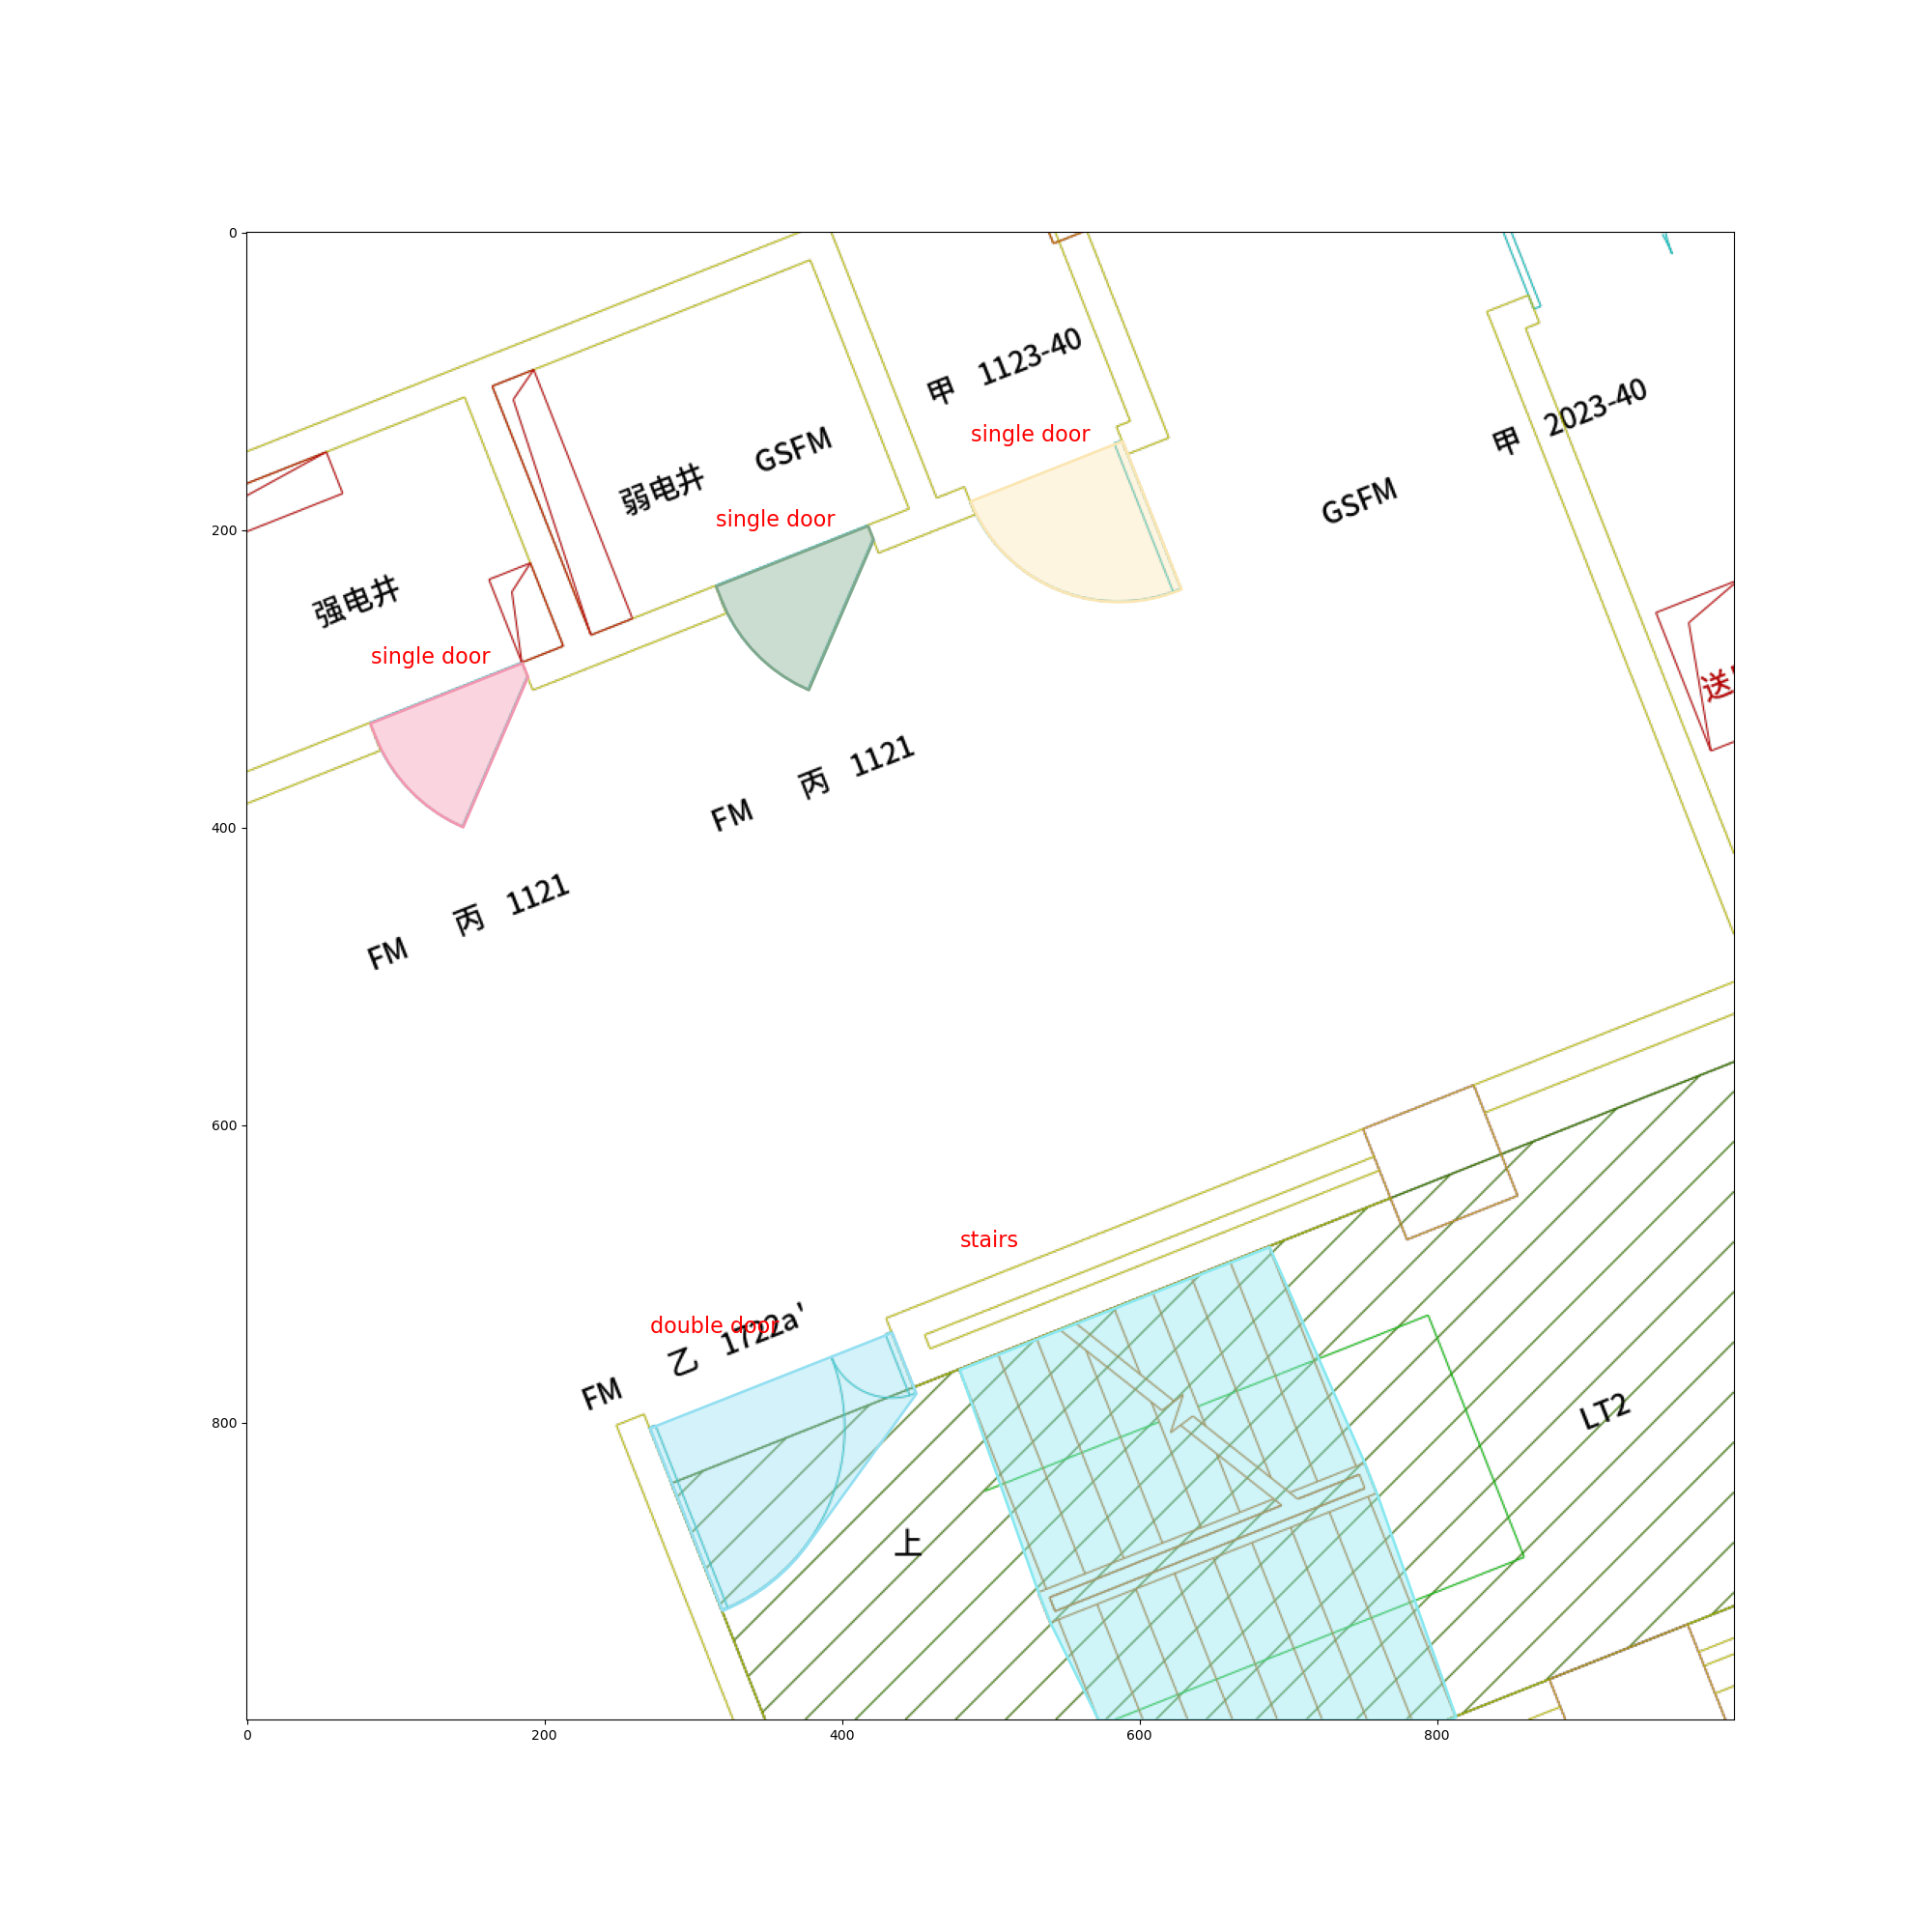 0
甲 1123-40
single door
甲 2023-40
弱电井 GSFM
GSFM
single door
200
强电井
single door
送
丙 1121
FM
400
丙 1121
FM
600
stairs
乙 1722a'
double door
FM
LT2
800
上
0 200 400 600 800